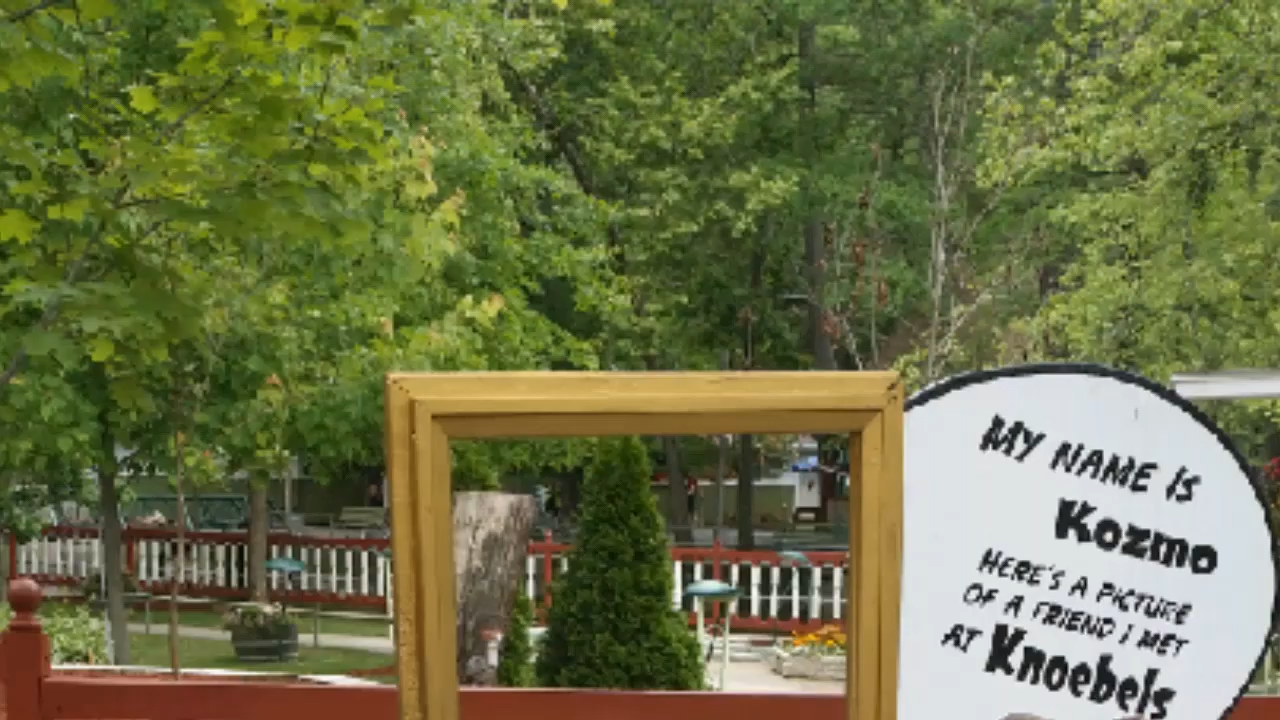 MY NAME IS
Kozmo
HERE'S A PICTURE
OF A FRIEND I MET
AT Knoebels